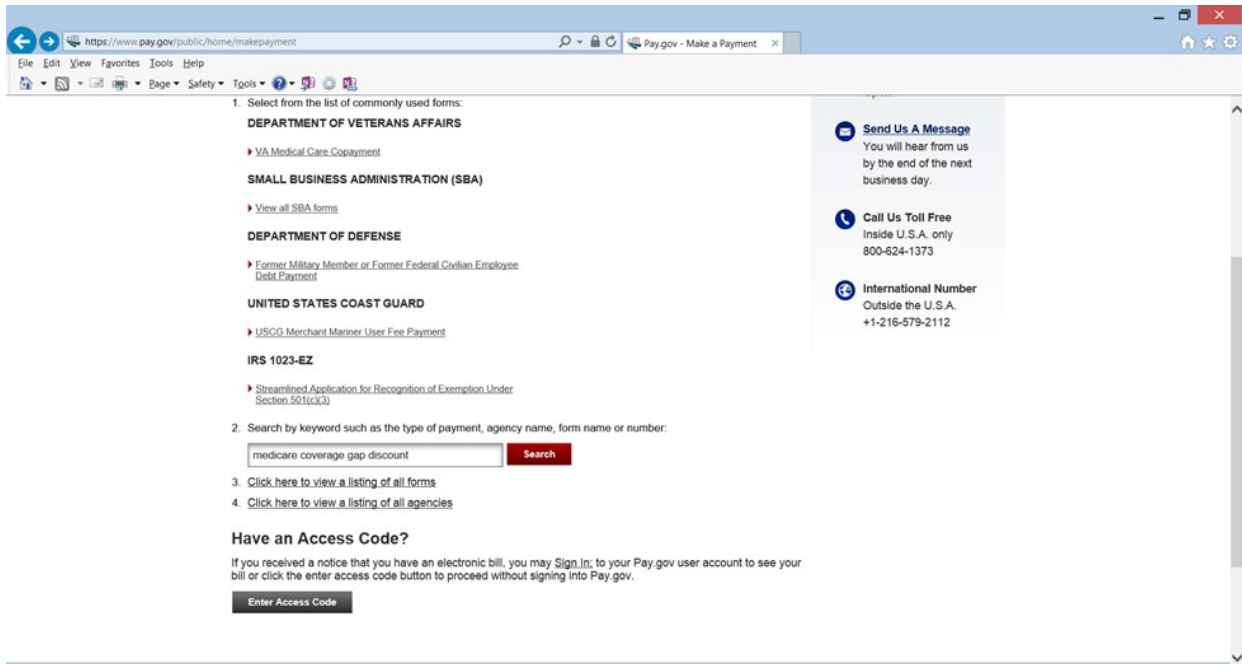 https://www.pay.gov/public/home/makepayment
Pay.gov - Make a Payment
File Edit View Favorites Tools Help
Page Safety Tools
1. Select from the list of commonly used forms:
DEPARTMENT OF VETERANS AFFAIRS
VA Medical Care Copayment
SMALL BUSINESS ADMINISTRATION (SBA)
View all SBA forms
DEPARTMENT OF DEFENSE
Former Military Member or Former Federal Civilian Employee
Debt Payment
UNITED STATES COAST GUARD
USCG Merchant Mariner User Fee Payment
IRS 1023-EZ
Streamlined Application for Recognition of Exemption Under
Section 501(c)(3)
2. Search by keyword such as the type of payment, agency name, form name or number:
medicare coverage gap discount Search
3. Click here to view a listing of all forms
4. Click here to view a listing of all agencies
Have an Access Code?
If you received a notice that you have an electronic bill, you may Sign In: to your Pay.gov user account to see your
bill or click the enter access code button to proceed without signing into Pay.gov.
Enter Access Code
Send Us A Message
You will hear from us
by the end of the next
business day.
Call Us Toll Free
Inside U.S.A. only
800-624-1373
International Number
Outside the U.S.A.
+1-216-579-2112